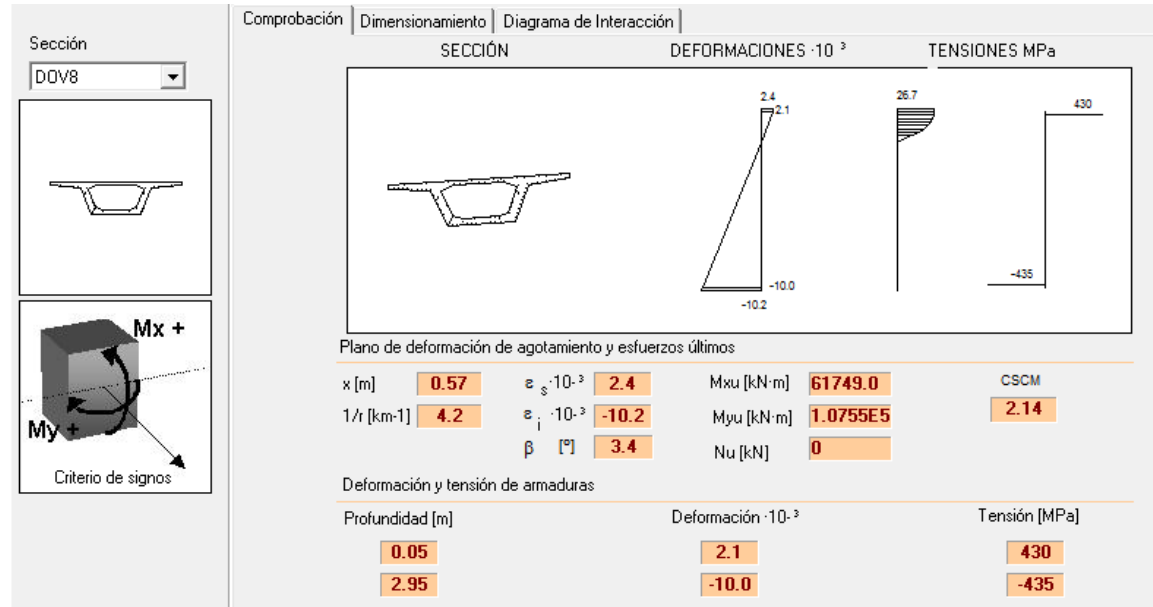 Comprobación Dimensionamiento Diagrama de Interacción
Sección
DOV8
SECCIÓN DEFORMACIONES ·10 ³ TENSIONES MPa
2.4
2.1
-10.0
-10.2
26.7
430
-435
Mx +
My +
Criterio de signos
Plano de deformación de agotamiento y esfuerzos últimos
x [m] 0.57 ε s ·10-³ 2.4 Mxu [kN·m] 61749.0 CSCM
1/r [km-1] 4.2 ε i ·10-³ -10.2 Myu [kN·m] 1.0755E5 2.14
β [º] 3.4 Nu [kN] 0
Deformación y tensión de armaduras
Profundidad [m] Deformación ·10-³ Tensión [MPa]
0.05 2.1 430
2.95 -10.0 -435